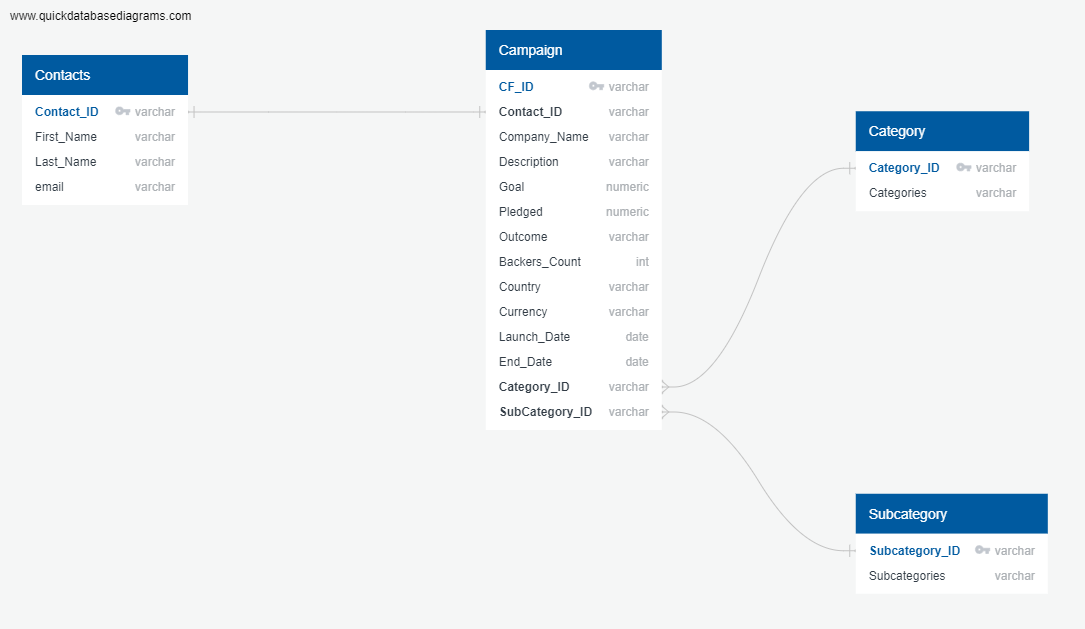 www.quickdatabasediagrams.com
Contacts
Contact_ID varchar
First_Name varchar
Last_Name varchar
email varchar
Campaign
CF_ID varchar
Contact_ID varchar
Company_Name varchar
Description varchar
Goal numeric
Pledged numeric
Outcome varchar
Backers_Count int
Country varchar
Currency varchar
Launch_Date date
End_Date date
Category_ID varchar
SubCategory_ID varchar
Category
Category_ID varchar
Categories varchar
Subcategory
Subcategory_ID varchar
Subcategories varchar